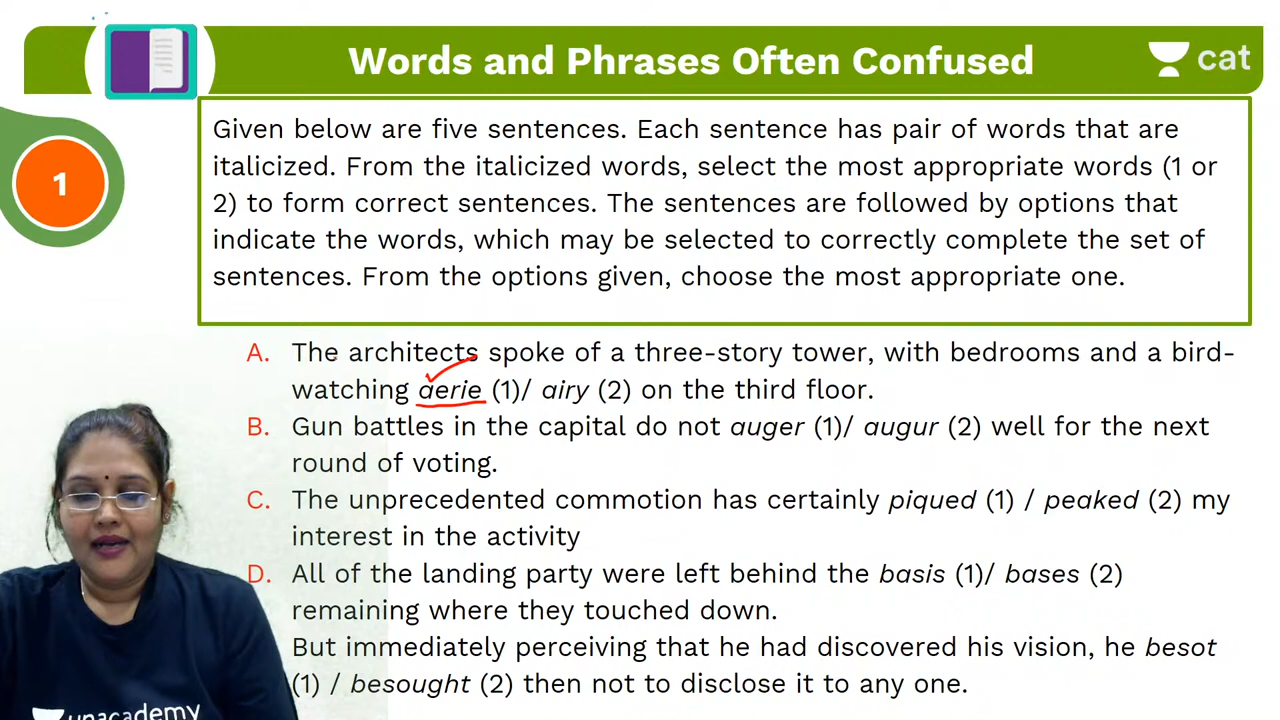 Words and Phrases Often Confused
cat
1
Given below are five sentences. Each sentence has pair of words that are
italicized. From the italicized words, select the most appropriate words (1 or
2) to form correct sentences. The sentences are followed by options that
indicate the words, which may be selected to correctly complete the set of
sentences. From the options given, choose the most appropriate one.
A. The architects spoke of a three-story tower, with bedrooms and a bird-
watching aerie (1)/ airy (2) on the third floor.
B. Gun battles in the capital do not auger (1)/ augur (2) well for the next
round of voting.
C. The unprecedented commotion has certainly piqued (1) / peaked (2) my
interest in the activity
D. All of the landing party were left behind the basis (1)/ bases (2)
remaining where they touched down.
But immediately perceiving that he had discovered his vision, he besot
(1) / besought (2) then not to disclose it to any one.
unacademy